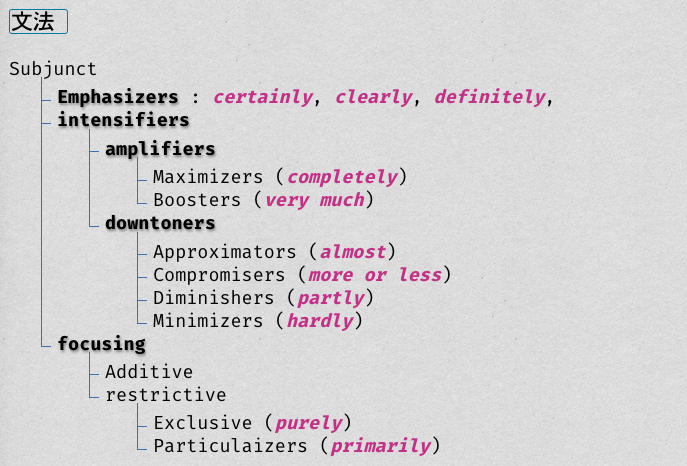 文法
Subjunct
Emphasizers : certainly, clearly, definitely,
intensifiers
amplifiers
Maximizers (completely)
Boosters (very much)
downtoners
Approximators (almost)
Compromisers (more or less)
Diminishers (partly)
Minimizers (hardly)
focusing
Additive
restrictive
Exclusive (purely)
Particulaizers (primarily)